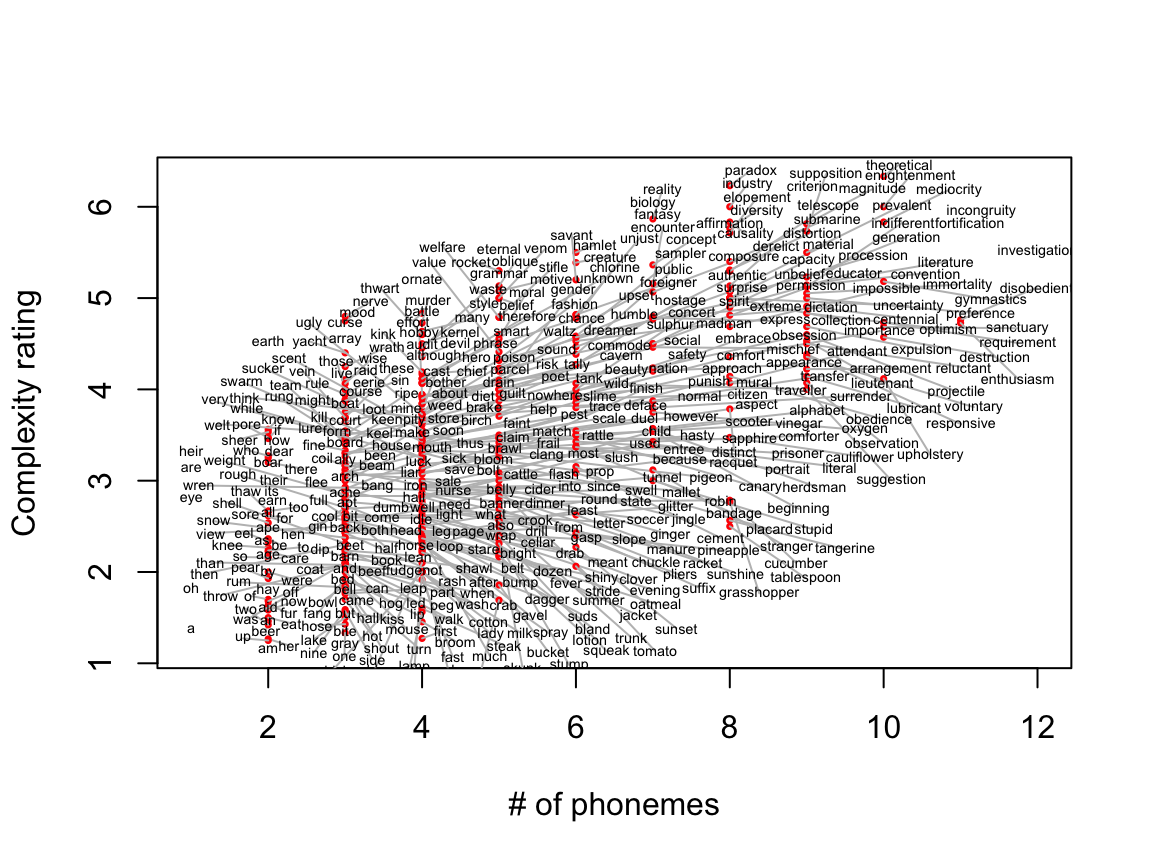 theoretical
paradox supposition enlightenment
industry criterion magnitude mediocrity
reality elopement
biology diversity telescope prevalent incongruity
fantasy affirmation submarine indifferent fortification
encounter causality distortion generation
savant unjust concept derelict material
welfare eternal venom hamlet sampler composure capacity procession investigation
value rocket oblique creature public authentic unbelief educator literature
grammar stifle chlorine foreigner surprise permission convention
ornate motive unknown immortality disobedient
thwart waste moral gender upset hostage spirit impossible gymnastics
nerve murder style belief fashion extreme dictation uncertainty preference
mood battle many therefore chance humble concert express collection centennial sanctuary
ugly curse effort smart waltz dreamer sulphur madman importance optimism
earth yacht array kink hobby kernel commode social embrace obsession requirement
wrath audit devil phrase sound cavern safety mischief attendant expulsion destruction
scent those wise although hero poison risk tally comfort appearance
sucker vein live raid these cast chief parcel poet tank beauty nation approach transfer arrangement reluctant
swarm team rule eerie sin bother drain wild finish punish mural lieutenant enthusiasm
very think rung might boat course ripe about diet guilt nowhere slime normal citizen traveller surrender projectile
while loot mine weed brake help trace deface aspect lubricant voluntary
welt pore know kill court keen pity store birch faint pest scale duel however scooter alphabet obedience responsive
if lure form keel make soon match vinegar oxygen
sheer now fine board house mouth thus claim rattle child hasty sapphire comforter observation
heir who dear coil ally been brawl frail used entree distinct prisoner cauliflower upholstery
weight boar there beam luck sick bloom clang most slush because racquet portrait literal
are rough their flee arch liar save bolt cattle flash prop tunnel pigeon suggestion
wren thaw its ache bang iron sale belly cider into since swell mallet canary herdsman
eye earn full apt hall nurse round state glitter beginning
shell sore all too dumb well need banner dinner least robin bandage
snow for cool bit come idle light what crook letter soccer jingle placard stupid
view eel ape hen gin back both head leg page also drill from gasp slope ginger cement
knee as be to dip beet half horse loop stare wrap cellar drab manure pineapple stranger tangerine
so age care barn book lean bright meant chuckle racket cucumber
than pear by coat and beef fudge not shawl belt dozen shiny clover pliers sunshine tablespoon
then rum were bed rash after bump fever stride evening suffix grasshopper
oh hay off bell can leap part when dagger summer oatmeal
throw or now bowl came hog led peg wash crab
two aid fur fang but lip gavel suds jacket
was an eat hose hall kiss walk cotton
a up beer bite mouse first lady milk spray bland trunk sunset
am her lake gray hot broom steak lotion
nine one shout turn bucket squeak tomato
side lamp fast much skunk stump
Complexity rating
1 2 3 4 5 6
2 4 6 8 10 12
# of phonemes